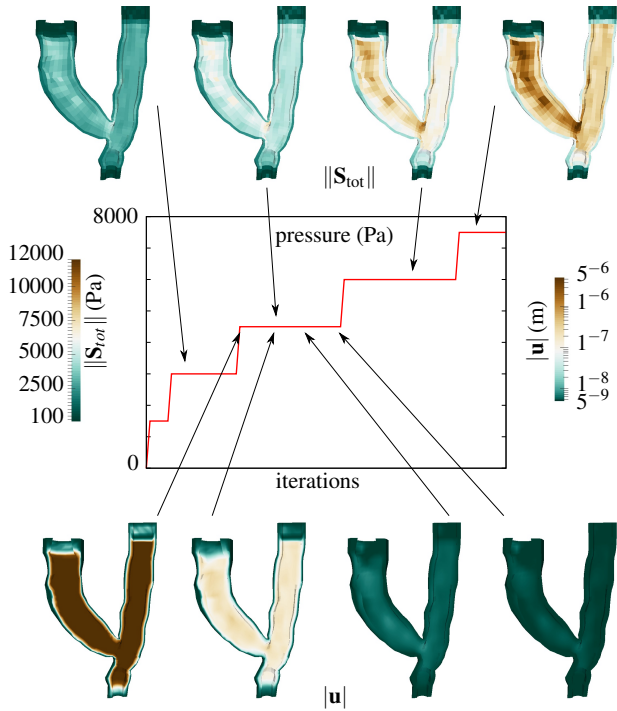 ‖S_tot‖
8000
pressure (Pa)
12000
10000
7500
5000
2500
100
‖S_tot‖ (Pa)
5⁻⁶
1⁻⁶
1⁻⁷
1⁻⁸
5⁻⁹
|u| (m)
0
iterations
|u|